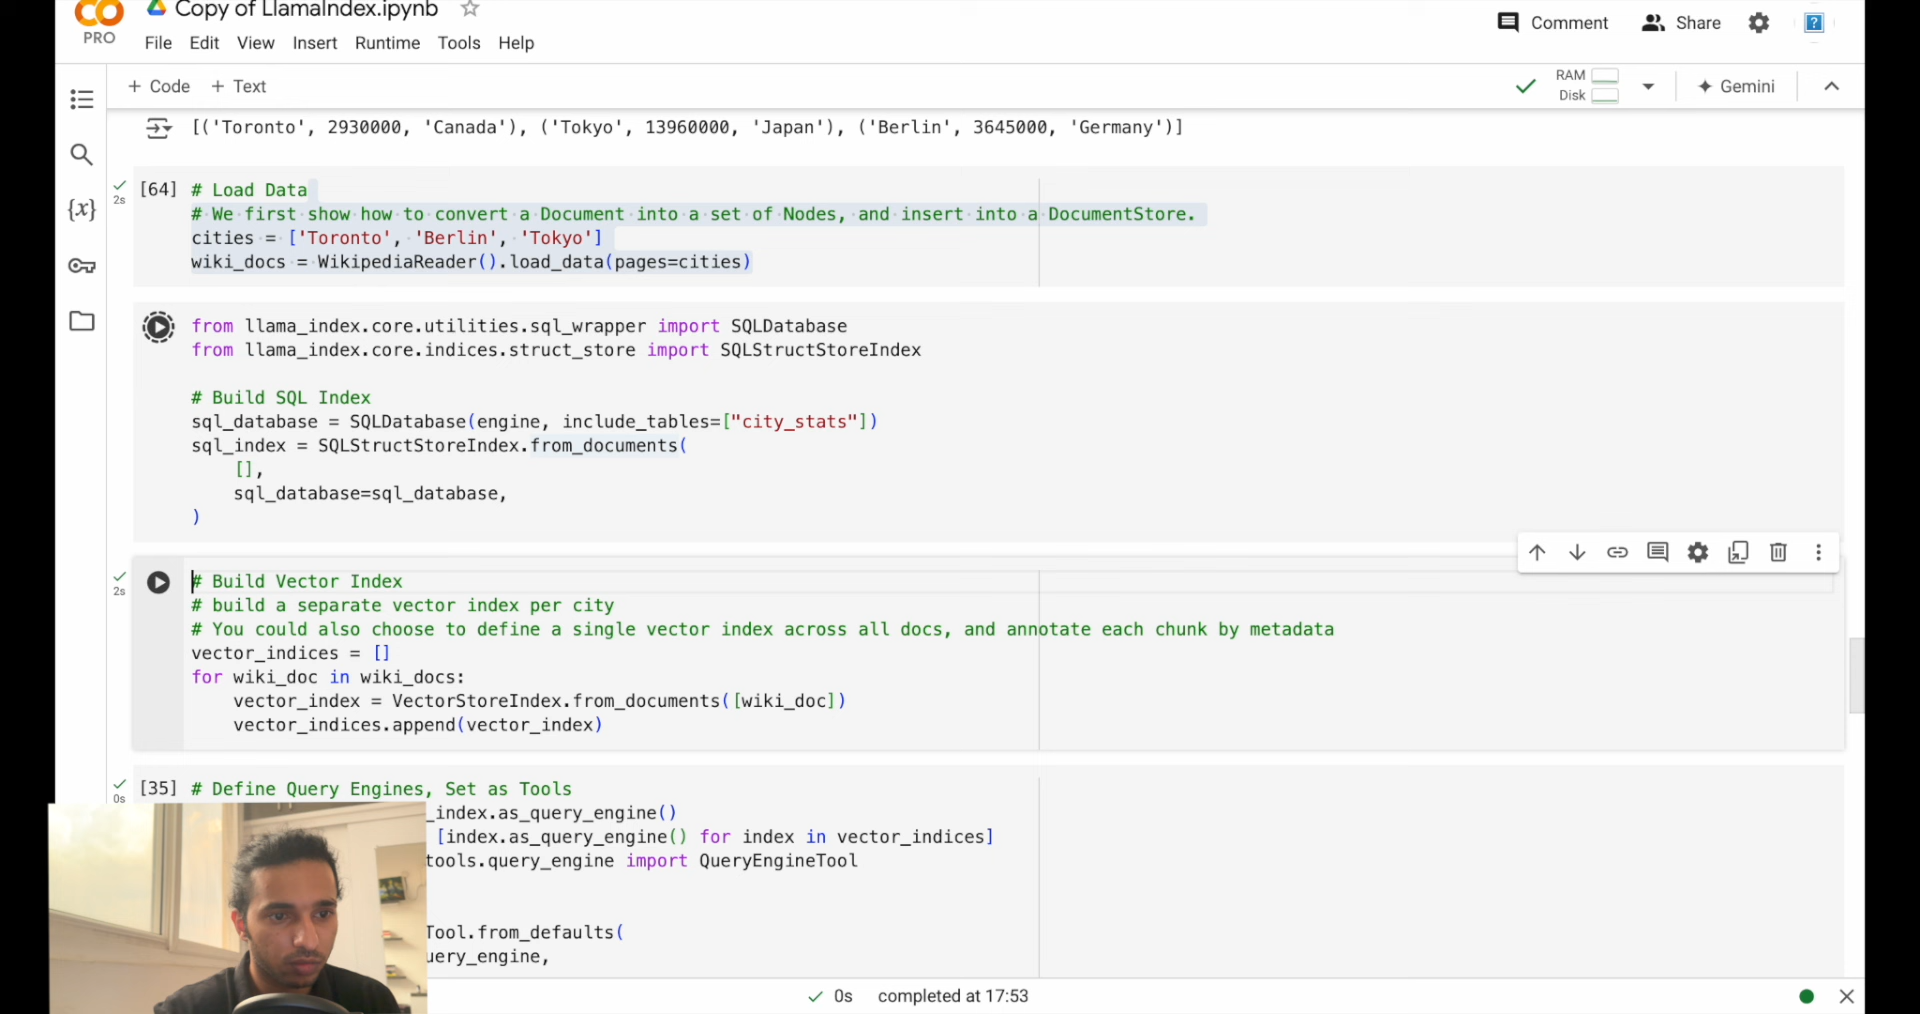 CO
PRO
Copy of LlamaIndex.ipynb
File Edit View Insert Runtime Tools Help
Comment Share ?
+ Code + Text
RAM
Disk
Gemini
[('Toronto', 2930000, 'Canada'), ('Tokyo', 13960000, 'Japan'), ('Berlin', 3645000, 'Germany')]
{x}
2s
[64] # Load Data
# We first show how to convert a Document into a set of Nodes, and insert into a DocumentStore.
cities = ['Toronto', 'Berlin', 'Tokyo']
wiki_docs = WikipediaReader().load_data(pages=cities)
from llama_index.core.utilities.sql_wrapper import SQLDatabase
from llama_index.core.indices.struct_store import SQLStructStoreIndex
# Build SQL Index
sql_database = SQLDatabase(engine, include_tables=["city_stats"])
sql_index = SQLStructStoreIndex.from_documents(
[],
sql_database=sql_database,
)
2s
# Build Vector Index
# build a separate vector index per city
# You could also choose to define a single vector index across all docs, and annotate each chunk by metadata
vector_indices = []
for wiki_doc in wiki_docs:
vector_index = VectorStoreIndex.from_documents([wiki_doc])
vector_indices.append(vector_index)
0s
[35] # Define Query Engines, Set as Tools
_index.as_query_engine()
[index.as_query_engine() for index in vector_indices]
tools.query_engine import QueryEngineTool
Tool.from_defaults(
uery_engine,
0s completed at 17:53